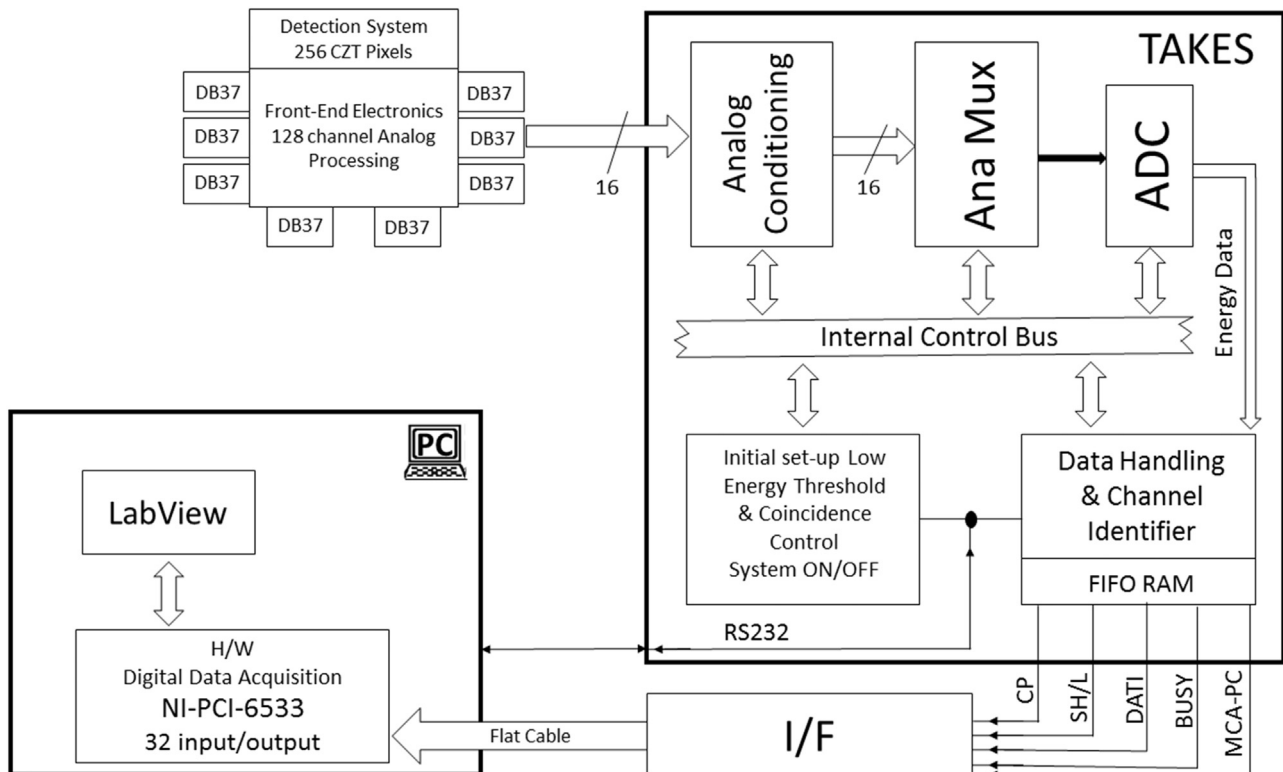 Detection System
256 CZT Pixels
Front-End Electronics
128 channel Analog
Processing
DB37
DB37
DB37
DB37
DB37
DB37
DB37
DB37
16
TAKES
Analog
Conditioning
16
Ana Mux
ADC
Energy Data
Internal Control Bus
Initial set-up Low
Energy Threshold
& Coincidence
Control
System ON/OFF
Data Handling
& Channel
Identifier
FIFO RAM
RS232
PC
LabView
H/W
Digital Data Acquisition
NI-PCI-6533
32 input/output
Flat Cable
I/F
CP
SH/L
DATI
BUSY
MCA-PC